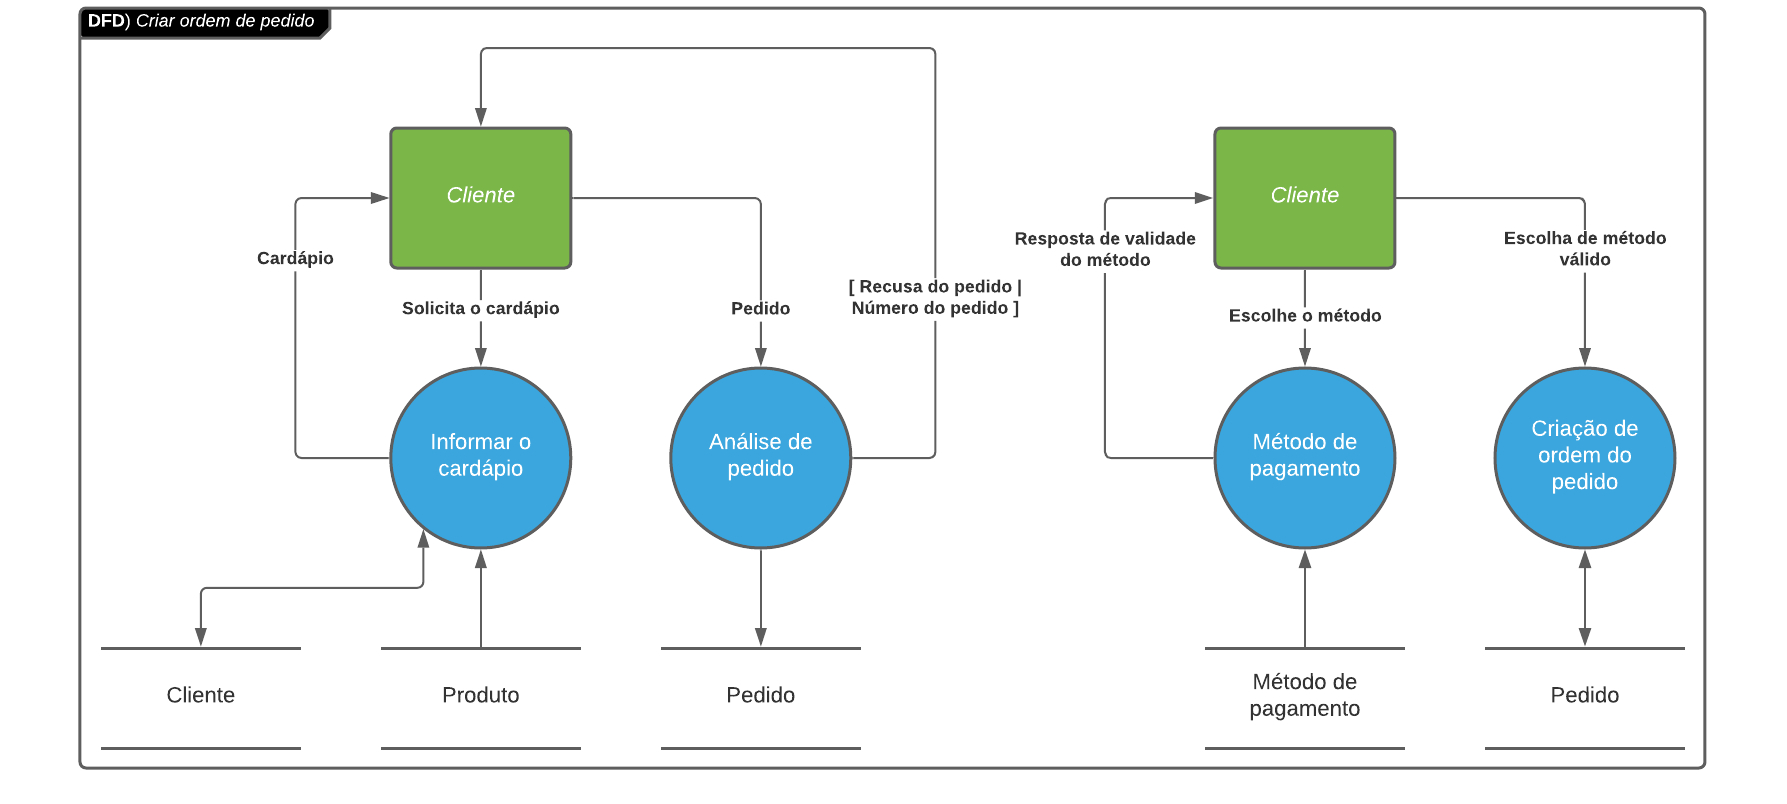 DFD) Criar ordem de pedido
Cliente
Cliente
Cardápio
Solicita o cardápio
Pedido
[ Recusa do pedido |
Número do pedido ]
Resposta de validade
do método
Escolhe o método
Escolha de método
válido
Informar o
cardápio
Análise de
pedido
Método de
pagamento
Criação de
ordem do
pedido
Cliente
Produto
Pedido
Método de
pagamento
Pedido